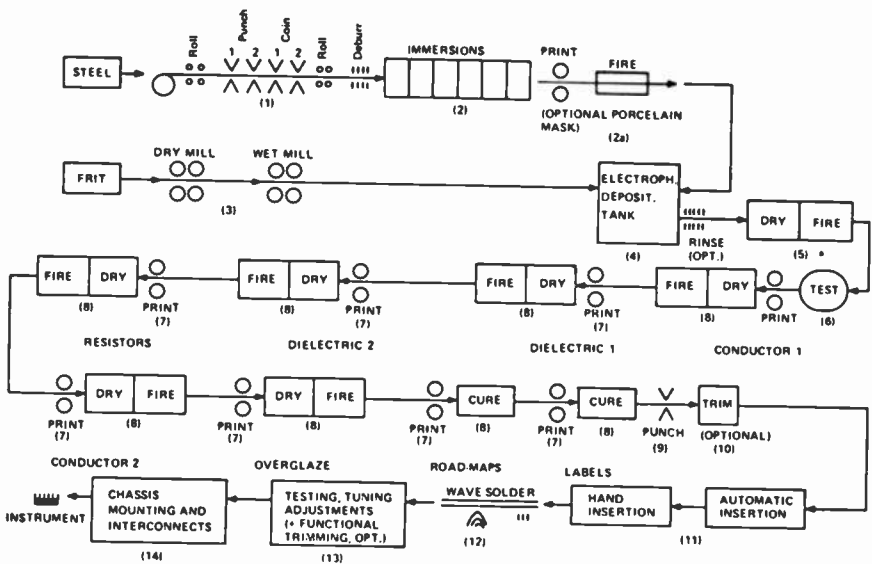 Roll Punch Coin Roll Deburr
1 2 1 2
IMMERSIONS
PRINT
FIRE
STEEL
(1)
(2)
(OPTIONAL PORCELAIN
MASK)
(2a)
DRY MILL
WET MILL
FRIT
(3)
ELECTROPH.
DEPOSIT.
TANK
(4)
RINSE
(OPT.)
DRY FIRE
(5)
FIRE DRY
(8)
PRINT
(7)
FIRE DRY
(8)
PRINT
(7)
FIRE DRY
(8)
PRINT
(7)
FIRE DRY
(8)
PRINT
TEST
(6)
RESISTORS
DIELECTRIC 2
DIELECTRIC 1
CONDUCTOR 1
PRINT
(7)
DRY FIRE
(8)
PRINT
(7)
DRY FIRE
(8)
PRINT
(7)
CURE
(8)
PRINT
(7)
CURE
(8)
PUNCH
(9)
TRIM
(OPTIONAL)
(10)
CONDUCTOR 2
OVERGLAZE
ROAD-MAPS
LABELS
INSTRUMENT
CHASSIS
MOUNTING AND
INTERCONNECTS
(14)
TESTING, TUNING
ADJUSTMENTS
(+ FUNCTIONAL
TRIMMING, OPT.)
(13)
WAVE SOLDER
(12)
HAND
INSERTION
AUTOMATIC
INSERTION
(11)